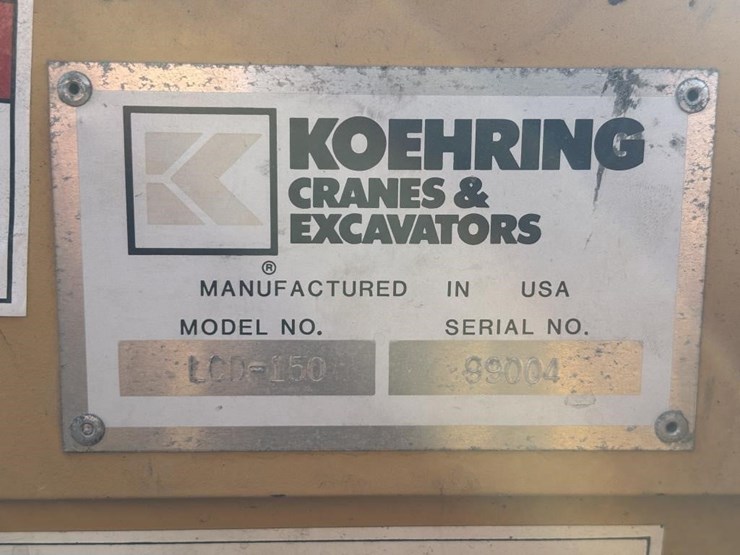 KOEHRING
CRANES &
EXCAVATORS
®
MANUFACTURED IN USA
MODEL NO. SERIAL NO.
LCD-150 89004